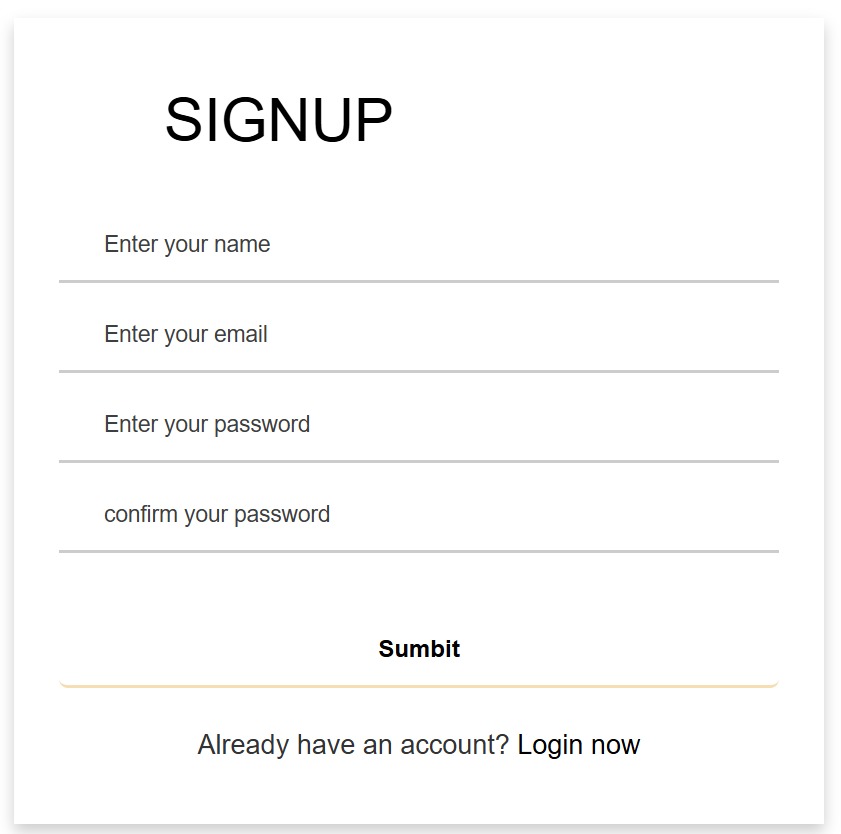 SIGNUP
Enter your name
Enter your email
Enter your password
confirm your password
Sumbit
Already have an account? Login now